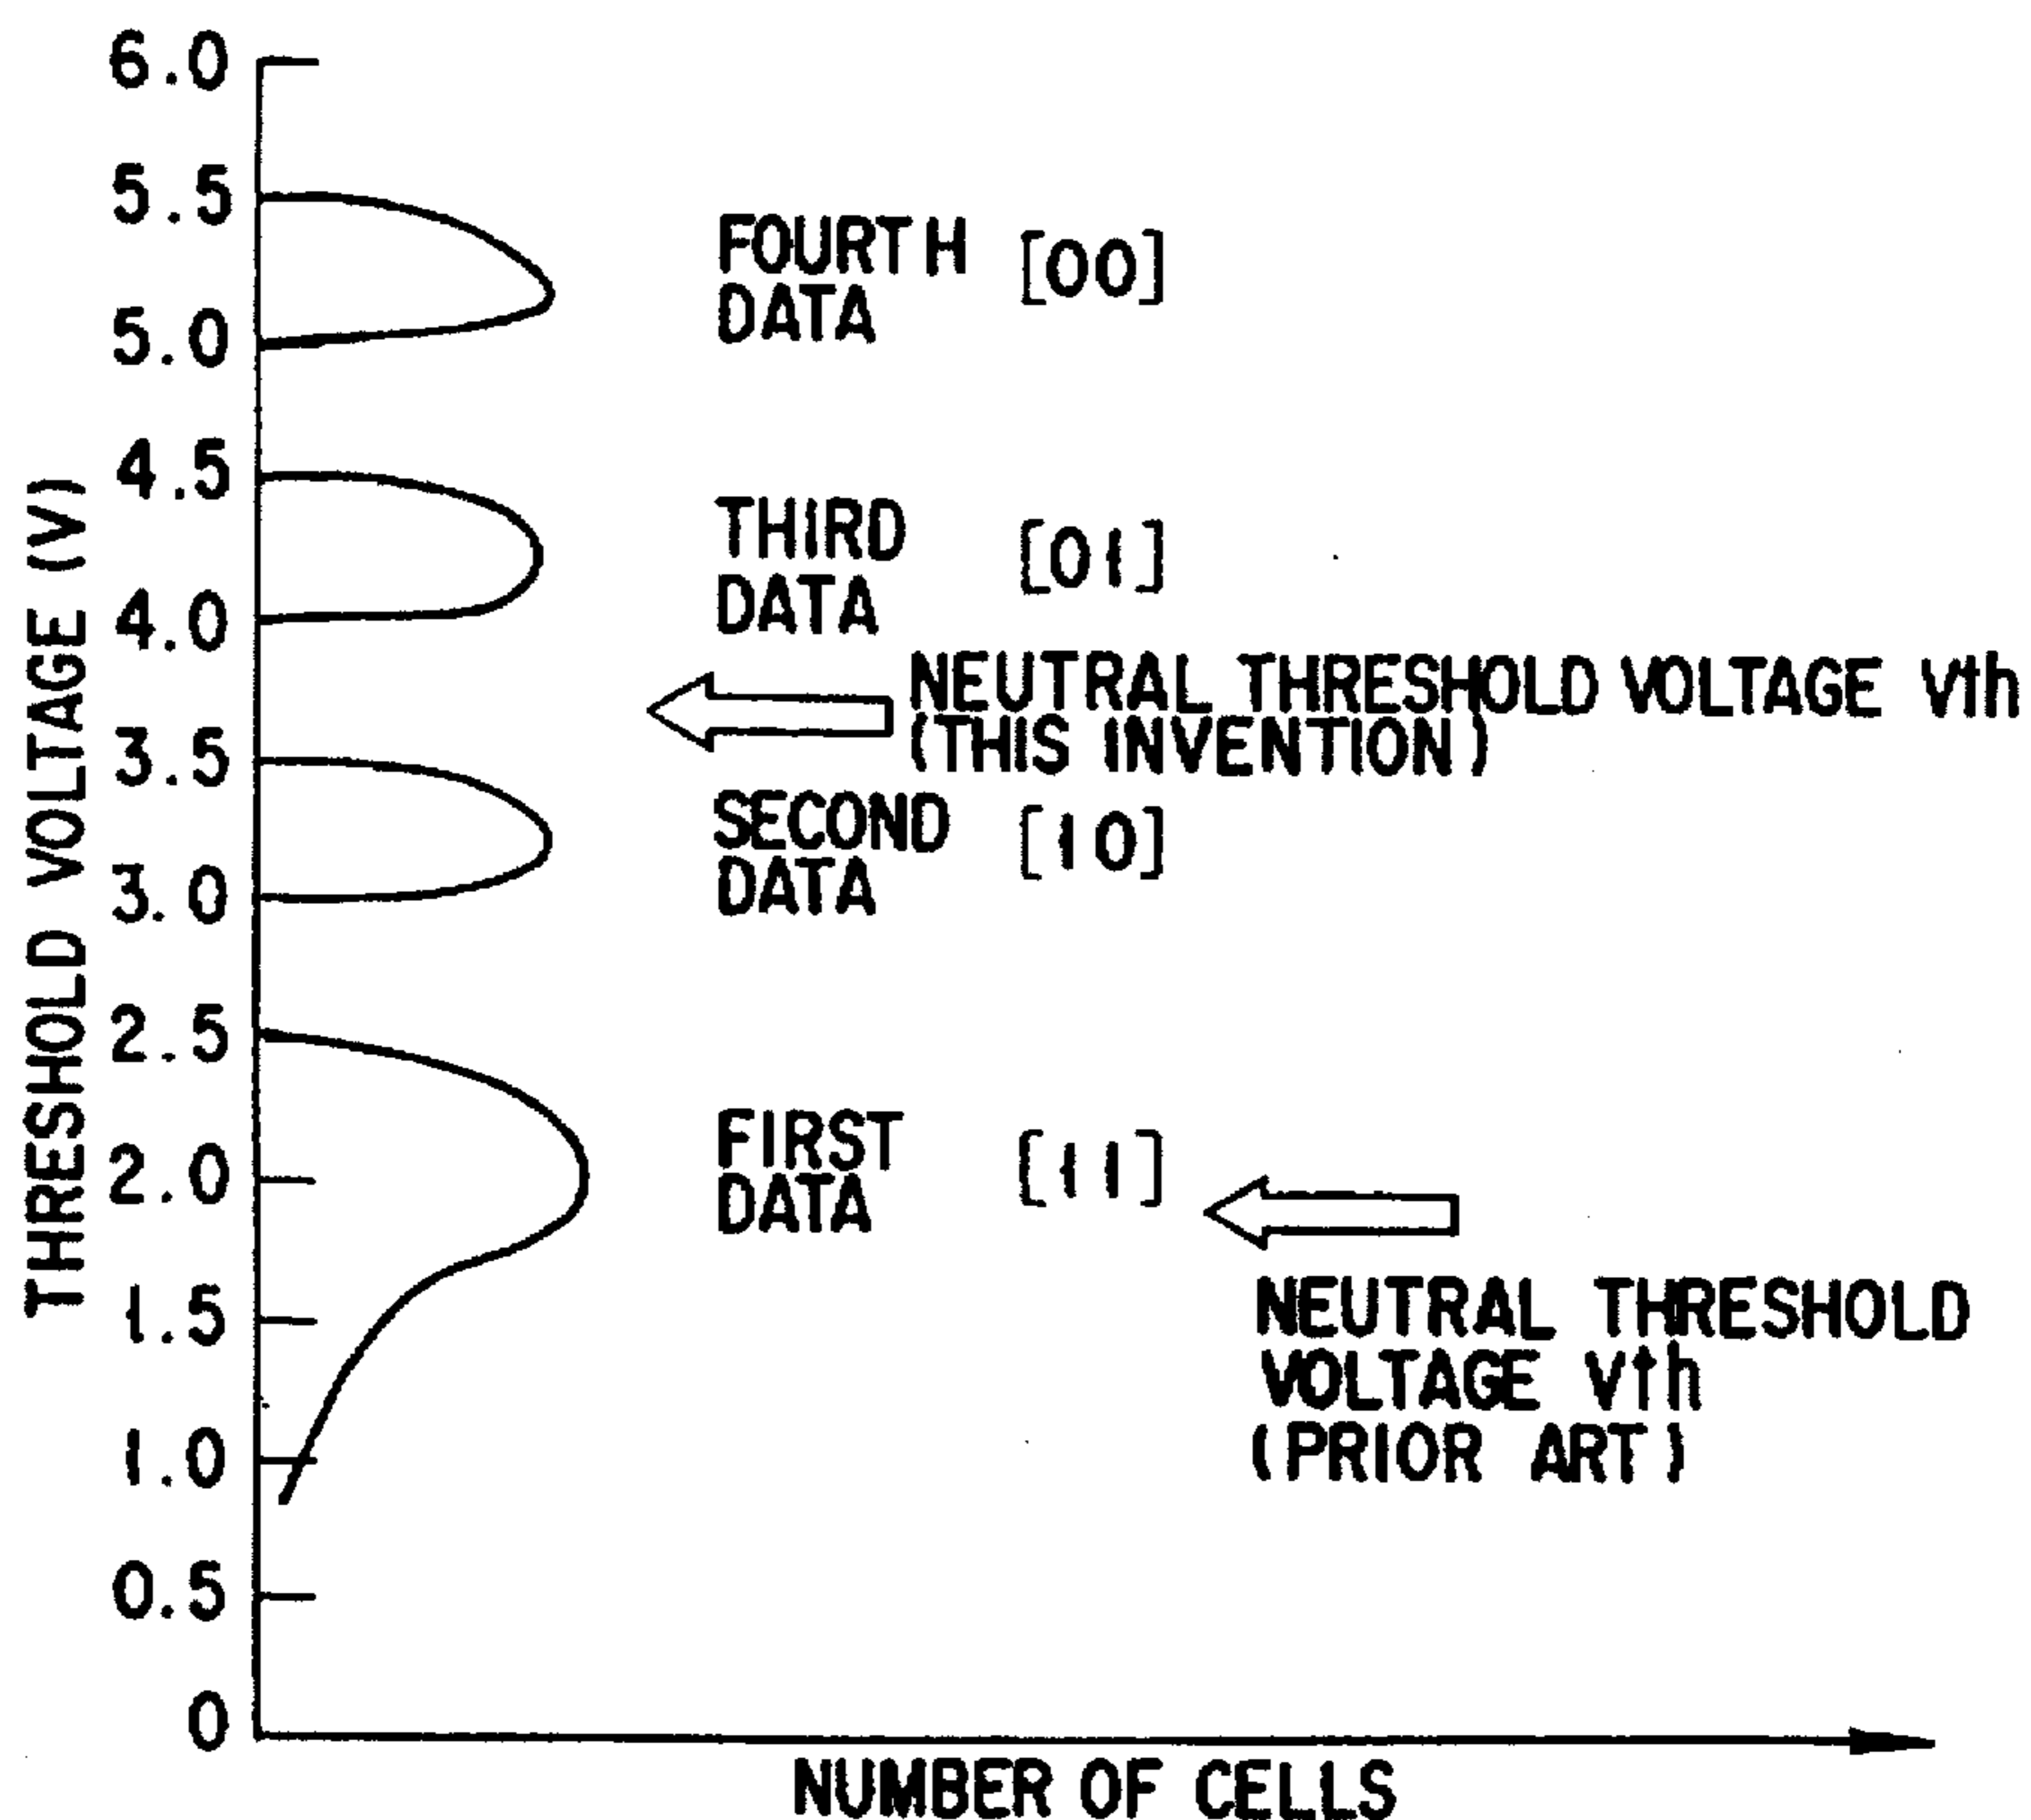 6.0
5.5
FOURTH [00]
DATA
5.0
4.5
THIRD [01]
DATA
4.0
NEUTRAL THRESHOLD VOLTAGE Vth
(THIS INVENTION)
3.5
SECOND [10]
DATA
3.0
2.5
FIRST [11]
DATA
2.0
NEUTRAL THRESHOLD
VOLTAGE Vth
(PRIOR ART)
1.5
1.0
0.5
0
THRESHOLD VOLTAGE (V)
NUMBER OF CELLS